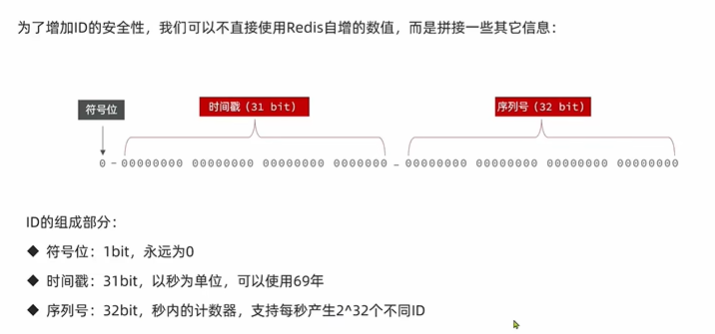 为了增加ID的安全性，我们可以不直接使用Redis自增的数值，而是拼接一些其它信息：
符号位
时间戳（31 bit）
序列号（32 bit）
0 - 00000000 00000000 00000000 0000000 - 00000000 00000000 00000000 00000000
ID的组成部分：
◆ 符号位：1bit，永远为0
◆ 时间戳：31bit，以秒为单位，可以使用69年
◆ 序列号：32bit，秒内的计数器，支持每秒产生2^32个不同ID